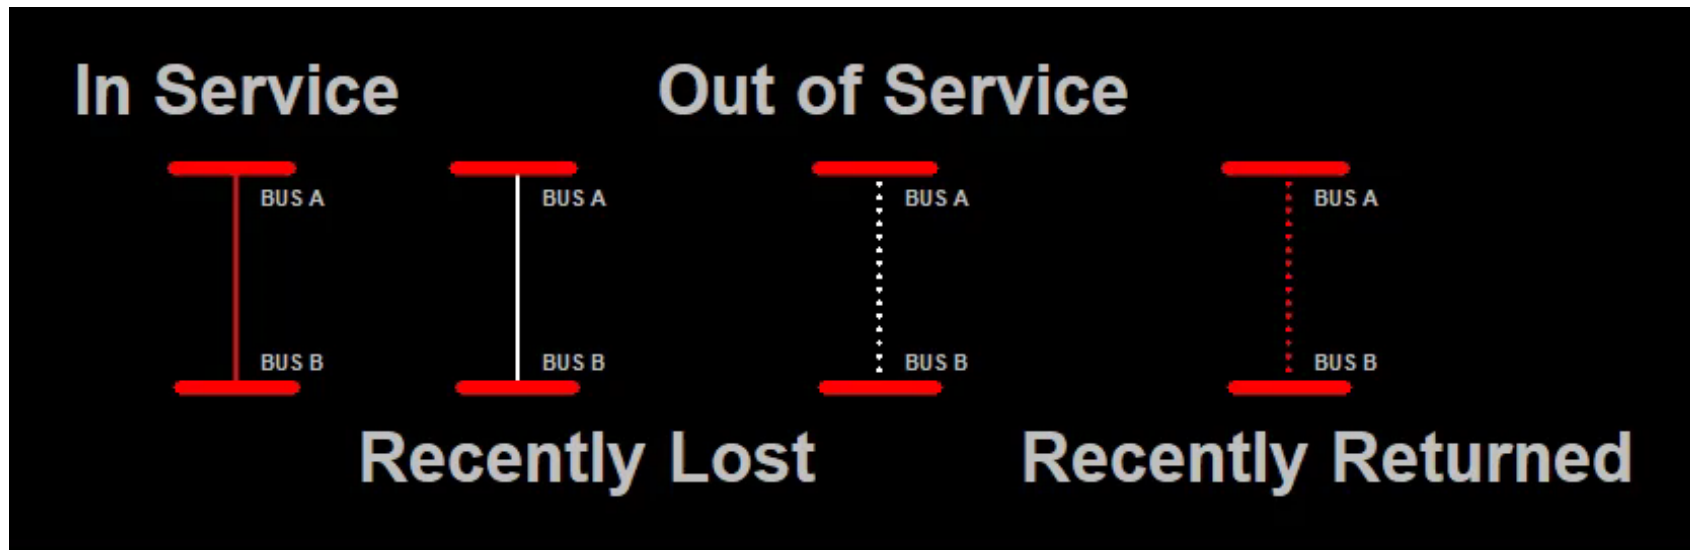 In Service
Out of Service
BUS A
BUS A
BUS A
BUS A
BUS B
BUS B
BUS B
BUS B
Recently Lost
Recently Returned